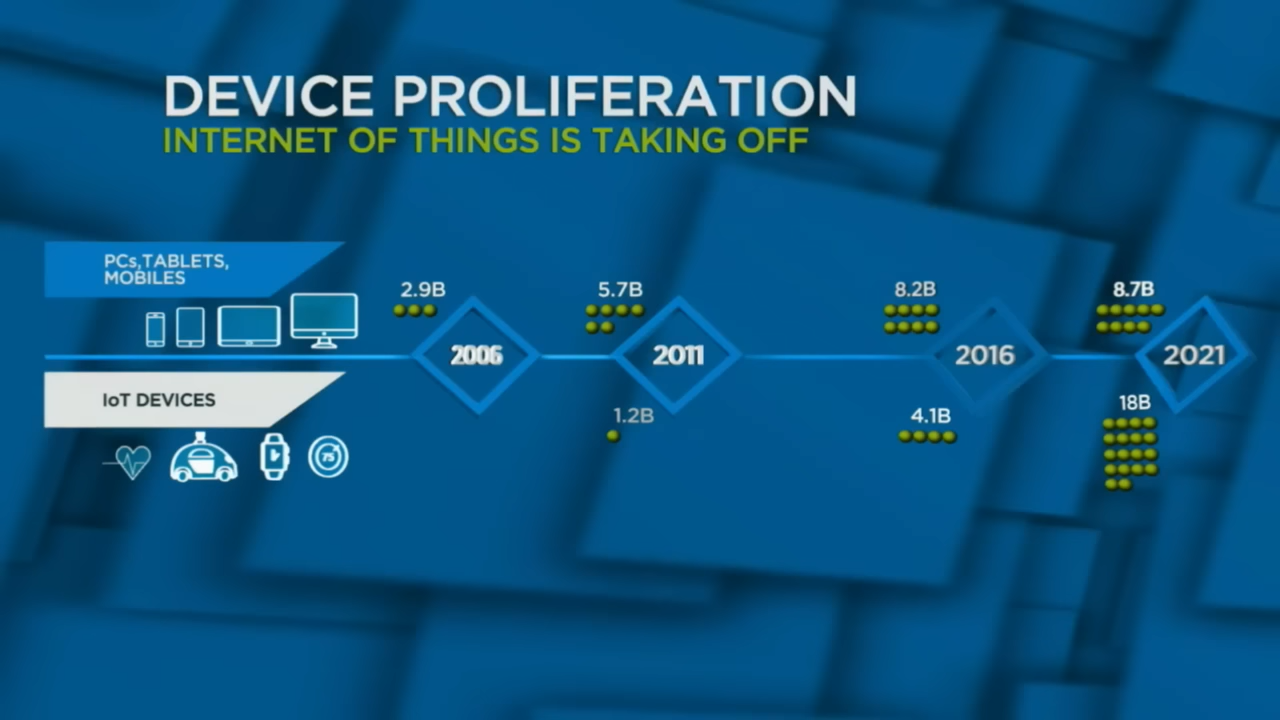 DEVICE PROLIFERATION
INTERNET OF THINGS IS TAKING OFF
PCs,TABLETS,
MOBILES
2.9B
5.7B
8.2B
8.7B
2006
2011
2016
2021
IoT DEVICES
1.2B
4.1B
18B
75